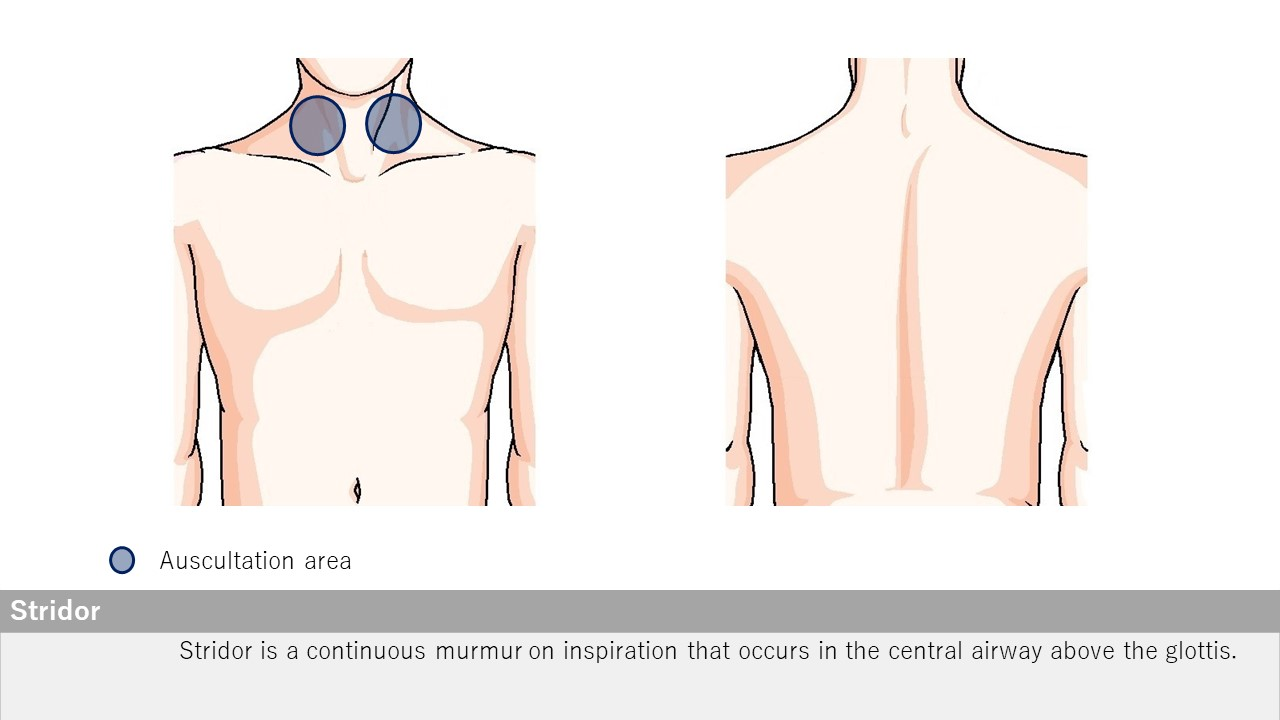 Auscultation area
Stridor
Stridor is a continuous murmur on inspiration that occurs in the central airway above the glottis.